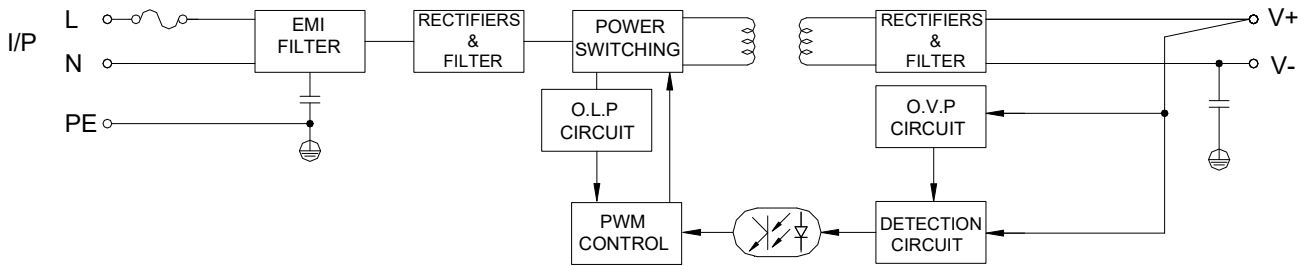 I/P
L
N
PE
EMI
FILTER
RECTIFIERS
&
FILTER
POWER
SWITCHING
RECTIFIERS
&
FILTER
V+
V-
O.L.P
CIRCUIT
O.V.P
CIRCUIT
PWM
CONTROL
DETECTION
CIRCUIT